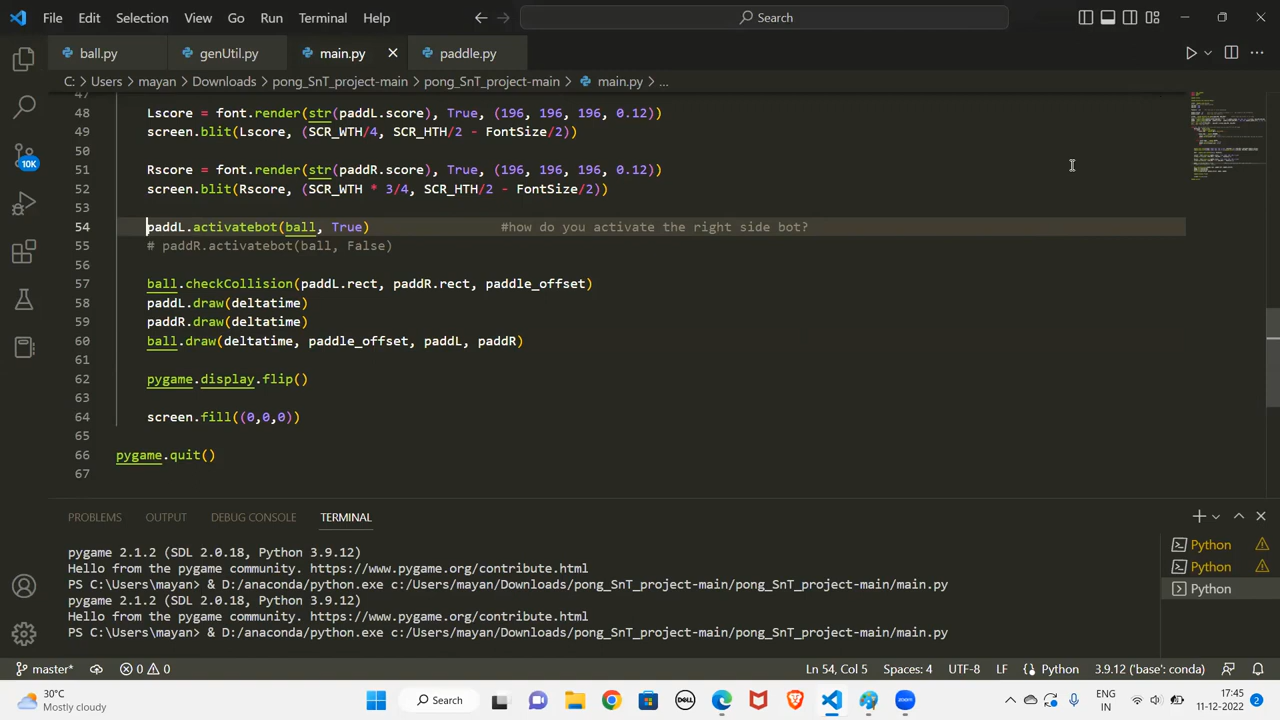 File Edit Selection View Go Run Terminal Help Search
ball.py genUtil.py main.py paddle.py
C: > Users > mayan > Downloads > pong_SnT_project-main > pong_SnT_project-main > main.py > ...
47
48 Lscore = font.render(str(paddL.score), True, (196, 196, 196, 0.12))
49 screen.blit(Lscore, (SCR_WTH/4, SCR_HTH/2 - FontSize/2))
50
51 Rscore = font.render(str(paddR.score), True, (196, 196, 196, 0.12))
52 screen.blit(Rscore, (SCR_WTH * 3/4, SCR_HTH/2 - FontSize/2))
53
54 paddL.activatebot(ball, True) #how do you activate the right side bot?
55 # paddR.activatebot(ball, False)
56
57 ball.checkCollision(paddL.rect, paddR.rect, paddle_offset)
58 paddL.draw(deltatime)
59 paddR.draw(deltatime)
60 ball.draw(deltatime, paddle_offset, paddL, paddR)
61
62 pygame.display.flip()
63
64 screen.fill((0,0,0))
65
66 pygame.quit()
67
10K
PROBLEMS OUTPUT DEBUG CONSOLE TERMINAL
pygame 2.1.2 (SDL 2.0.18, Python 3.9.12)
Hello from the pygame community. https://www.pygame.org/contribute.html
PS C:\Users\mayan> & D:/anaconda/python.exe c:/Users/mayan/Downloads/pong_SnT_project-main/pong_SnT_project-main/main.py
pygame 2.1.2 (SDL 2.0.18, Python 3.9.12)
Hello from the pygame community. https://www.pygame.org/contribute.html
PS C:\Users\mayan> & D:/anaconda/python.exe c:/Users/mayan/Downloads/pong_SnT_project-main/pong_SnT_project-main/main.py
Python
Python
Python
master* 0 0 Ln 54, Col 5 Spaces: 4 UTF-8 LF Python 3.9.12 ('base': conda)
30°C
Mostly cloudy
Search
DELL
zoom
ENG
IN
17:45
11-12-2022
2